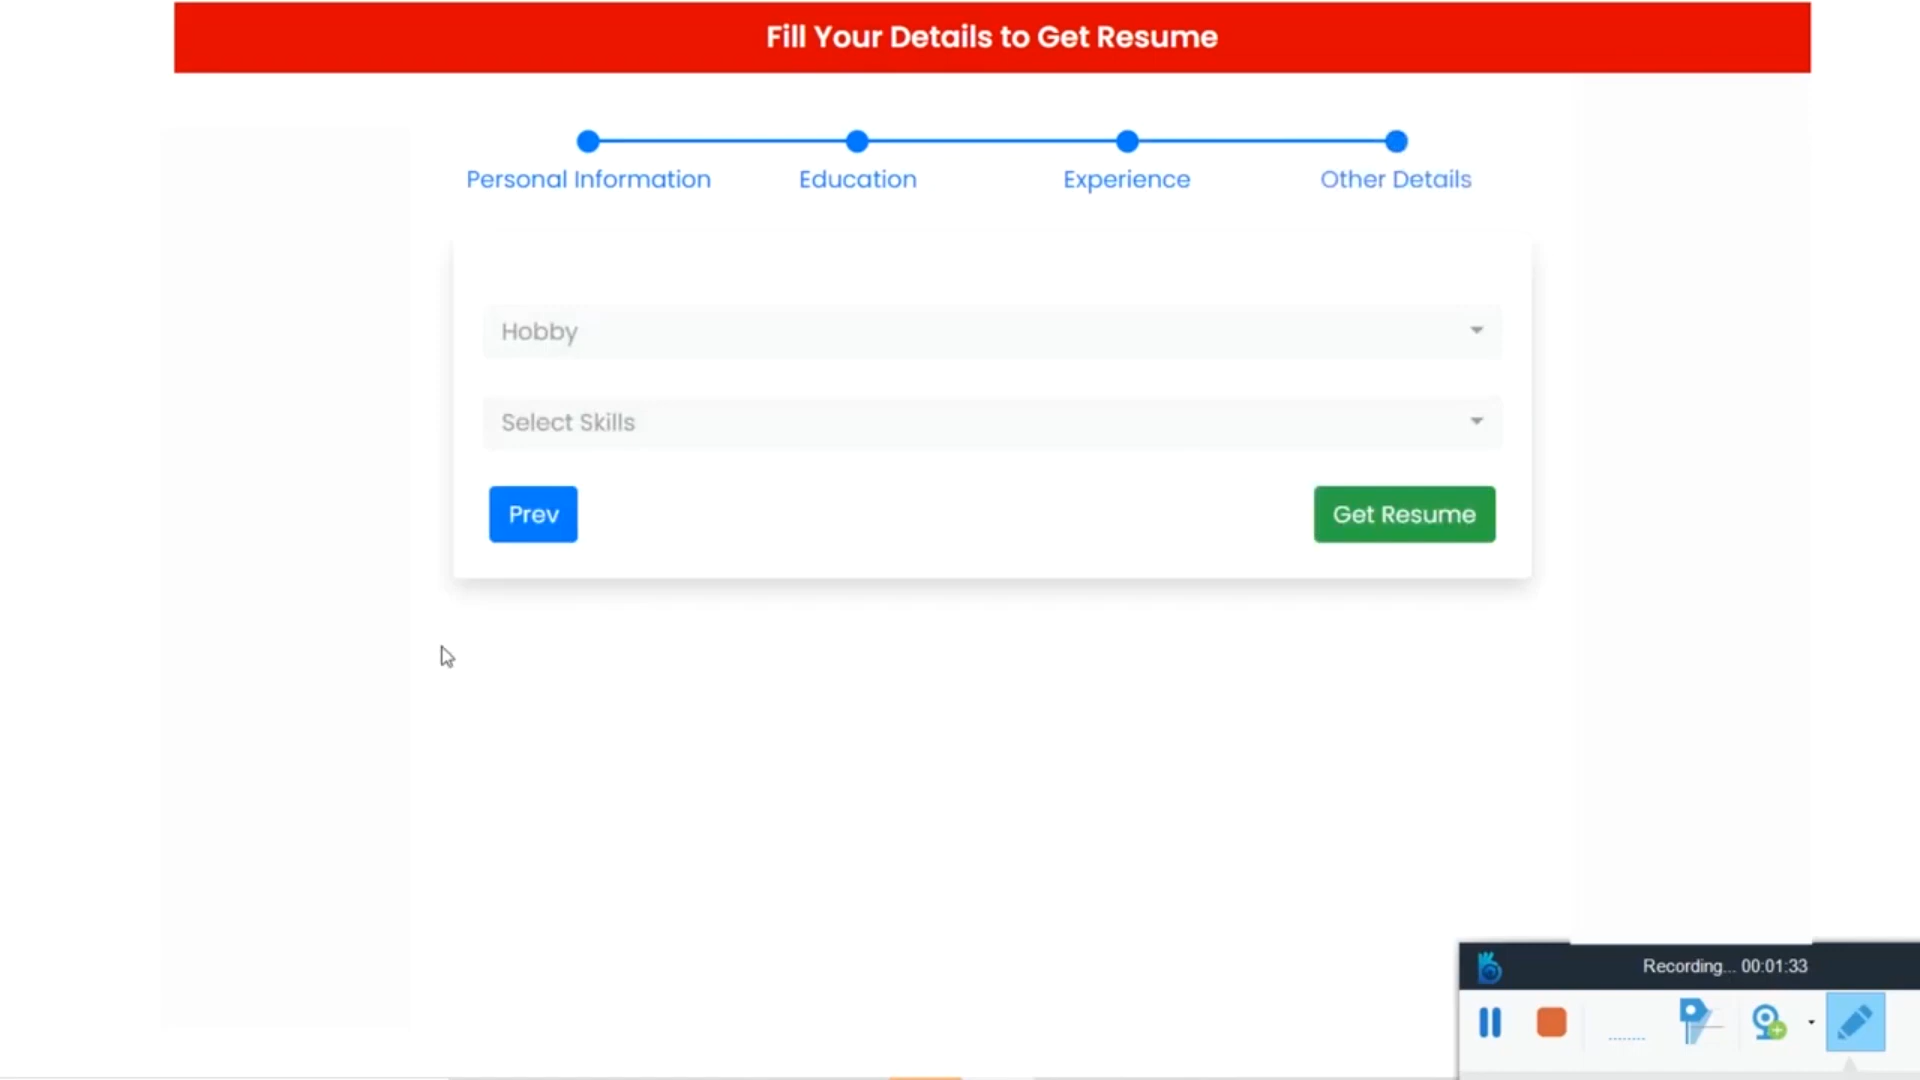 Fill Your Details to Get Resume
Personal Information Education Experience Other Details
Hobby
Select Skills
Prev Get Resume
Recording... 00:01:33